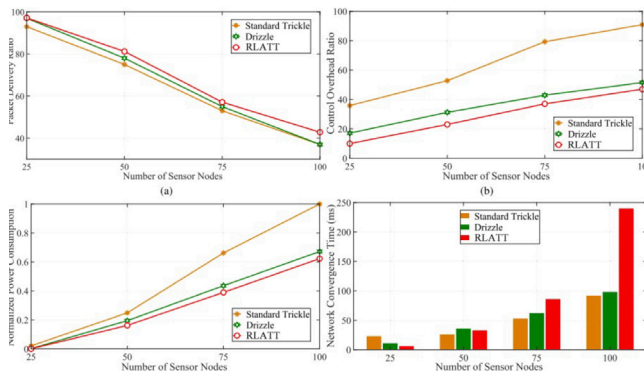 100
80
60
40
25
50
75
100
Packet Delivery Ratio
Number of Sensor Nodes
Standard Trickle
Drizzle
RLATT
(a)
100
80
60
40
20
0
25
50
75
100
Control Overhead Ratio
Number of Sensor Nodes
Standard Trickle
Drizzle
RLATT
(b)
1
0.8
0.6
0.4
0.2
0
25
50
75
100
Normalized Power Consumption
Number of Sensor Nodes
Standard Trickle
Drizzle
RLATT
250
200
150
100
50
0
25
50
75
100
Network Convergence Time (ms)
Number of Sensor Nodes
Standard Trickle
Drizzle
RLATT